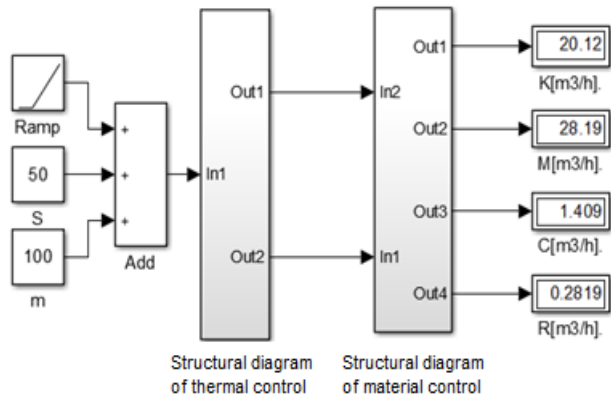 Ramp
50
S
100
m
+
+
+
Add
In1
Out1
Out2
Structural diagram
of thermal control
In2
In1
Out1
Out2
Out3
Out4
Structural diagram
of material control
20.12
K[m3/h].
28.19
M[m3/h].
1.409
C[m3/h].
0.2819
R[m3/h].